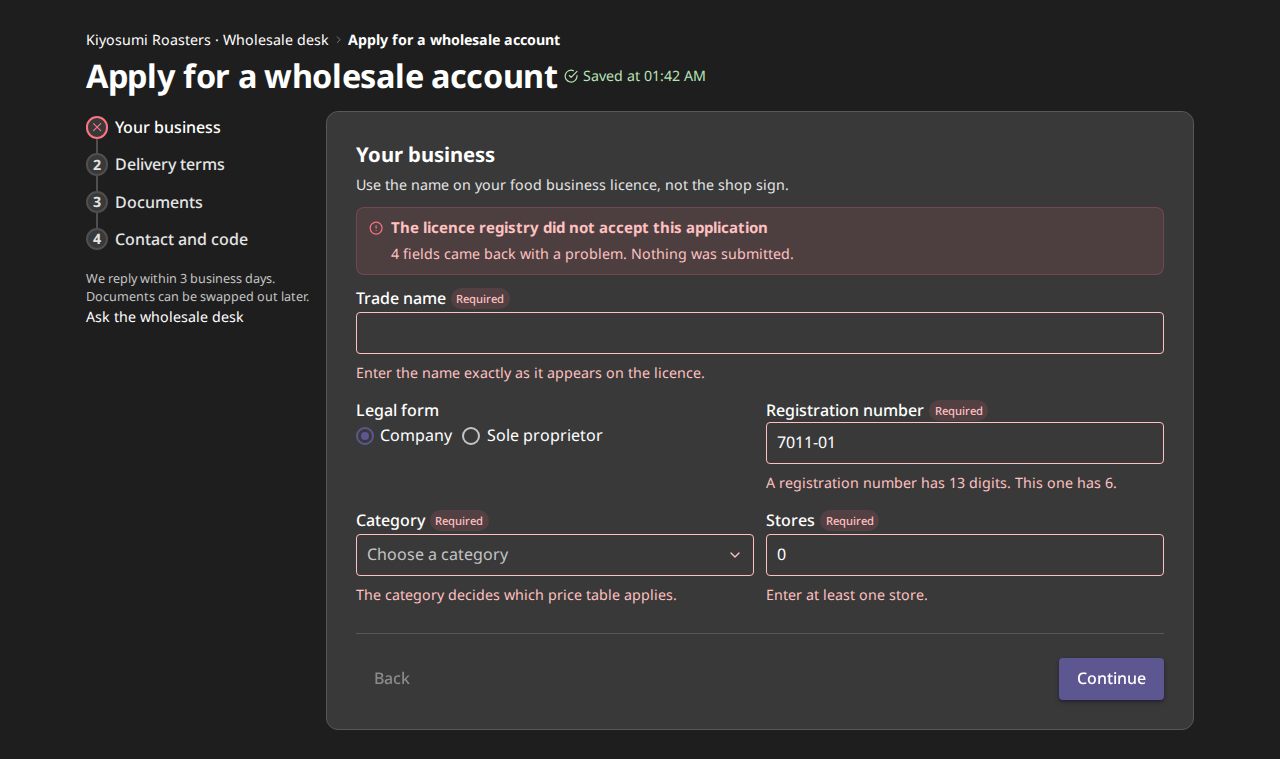 Kiyosumi Roasters · Wholesale desk › Apply for a wholesale account
Apply for a wholesale account Saved at 01:42 AM
Your business
2 Delivery terms
3 Documents
4 Contact and code
We reply within 3 business days.
Documents can be swapped out later.
Ask the wholesale desk
Your business
Use the name on your food business licence, not the shop sign.
The licence registry did not accept this application
4 fields came back with a problem. Nothing was submitted.
Trade name Required
Enter the name exactly as it appears on the licence.
Legal form
Company Sole proprietor
Registration number Required
7011-01
A registration number has 13 digits. This one has 6.
Category Required
Choose a category
The category decides which price table applies.
Stores Required
0
Enter at least one store.
Back
Continue